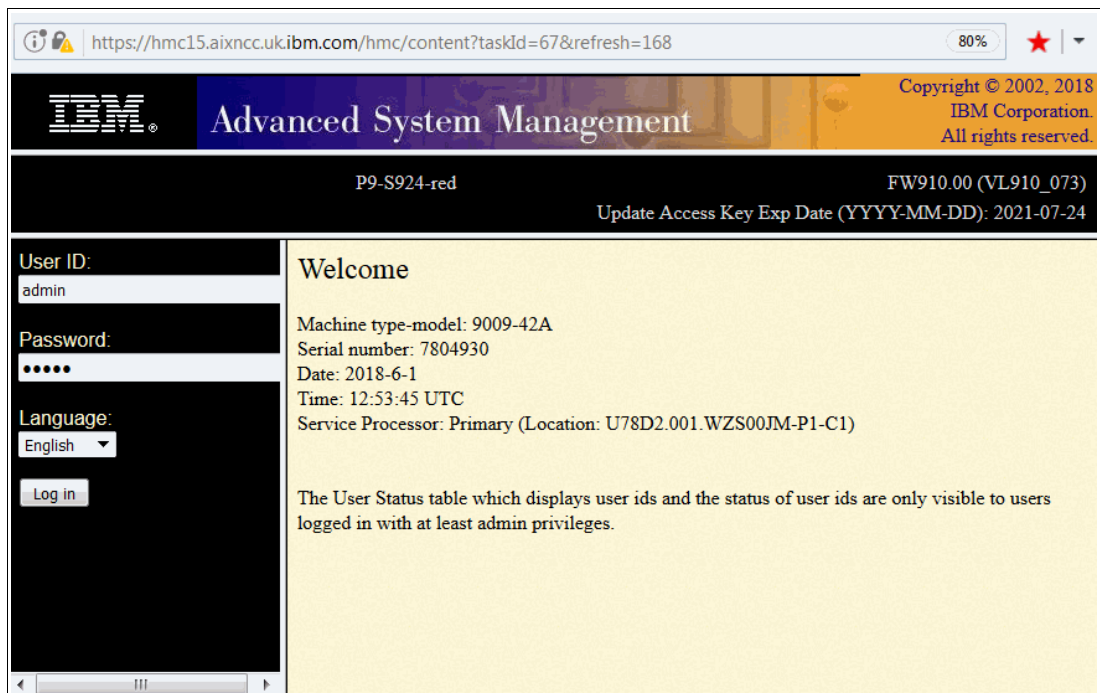 https://hmc15.aixncc.uk.ibm.com/hmc/content?taskId=67&refresh=168
80%
IBM®
Advanced System Management
Copyright © 2002, 2018
IBM Corporation.
All rights reserved.
P9-S924-red
FW910.00 (VL910_073)
Update Access Key Exp Date (YYYY-MM-DD): 2021-07-24
User ID:
admin
Password:
•••••
Language:
English
Log in
Welcome
Machine type-model: 9009-42A
Serial number: 7804930
Date: 2018-6-1
Time: 12:53:45 UTC
Service Processor: Primary (Location: U78D2.001.WZS00JM-P1-C1)
The User Status table which displays user ids and the status of user ids are only visible to users
logged in with at least admin privileges.